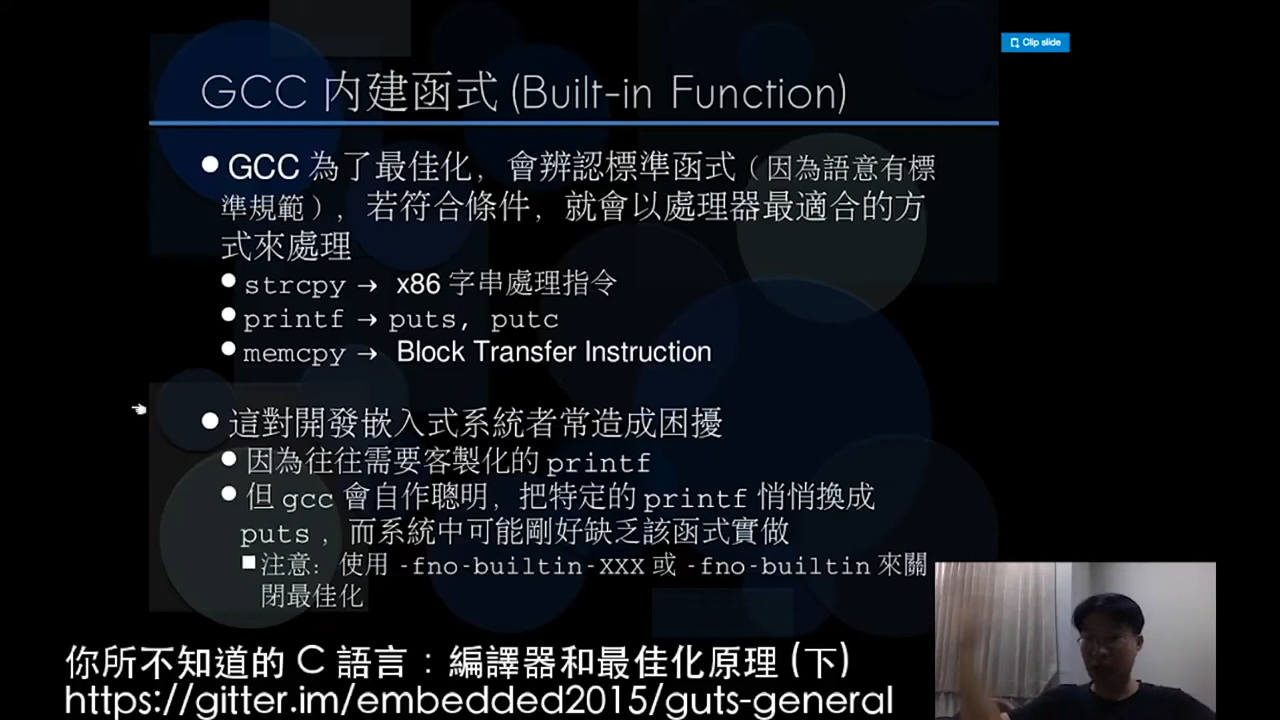 Clip slide
GCC 內建函式 (Built-in Function)
● GCC 為了最佳化，會辨認標準函式（因為語意有標
準規範），若符合條件，就會以處理器最適合的方
式來處理
● strcpy → x86 字串處理指令
● printf → puts, putc
● memcpy → Block Transfer Instruction
● 這對開發嵌入式系統者常造成困擾
● 因為往往需要客製化的 printf
● 但 gcc 會自作聰明，把特定的 printf 悄悄換成
puts ，而系統中可能剛好缺乏該函式實做
■ 注意：使用 -fno-builtin-XXX 或 -fno-builtin 來關
閉最佳化
你所不知道的 C 語言：編譯器和最佳化原理 (下)
https://gitter.im/embedded2015/guts-general